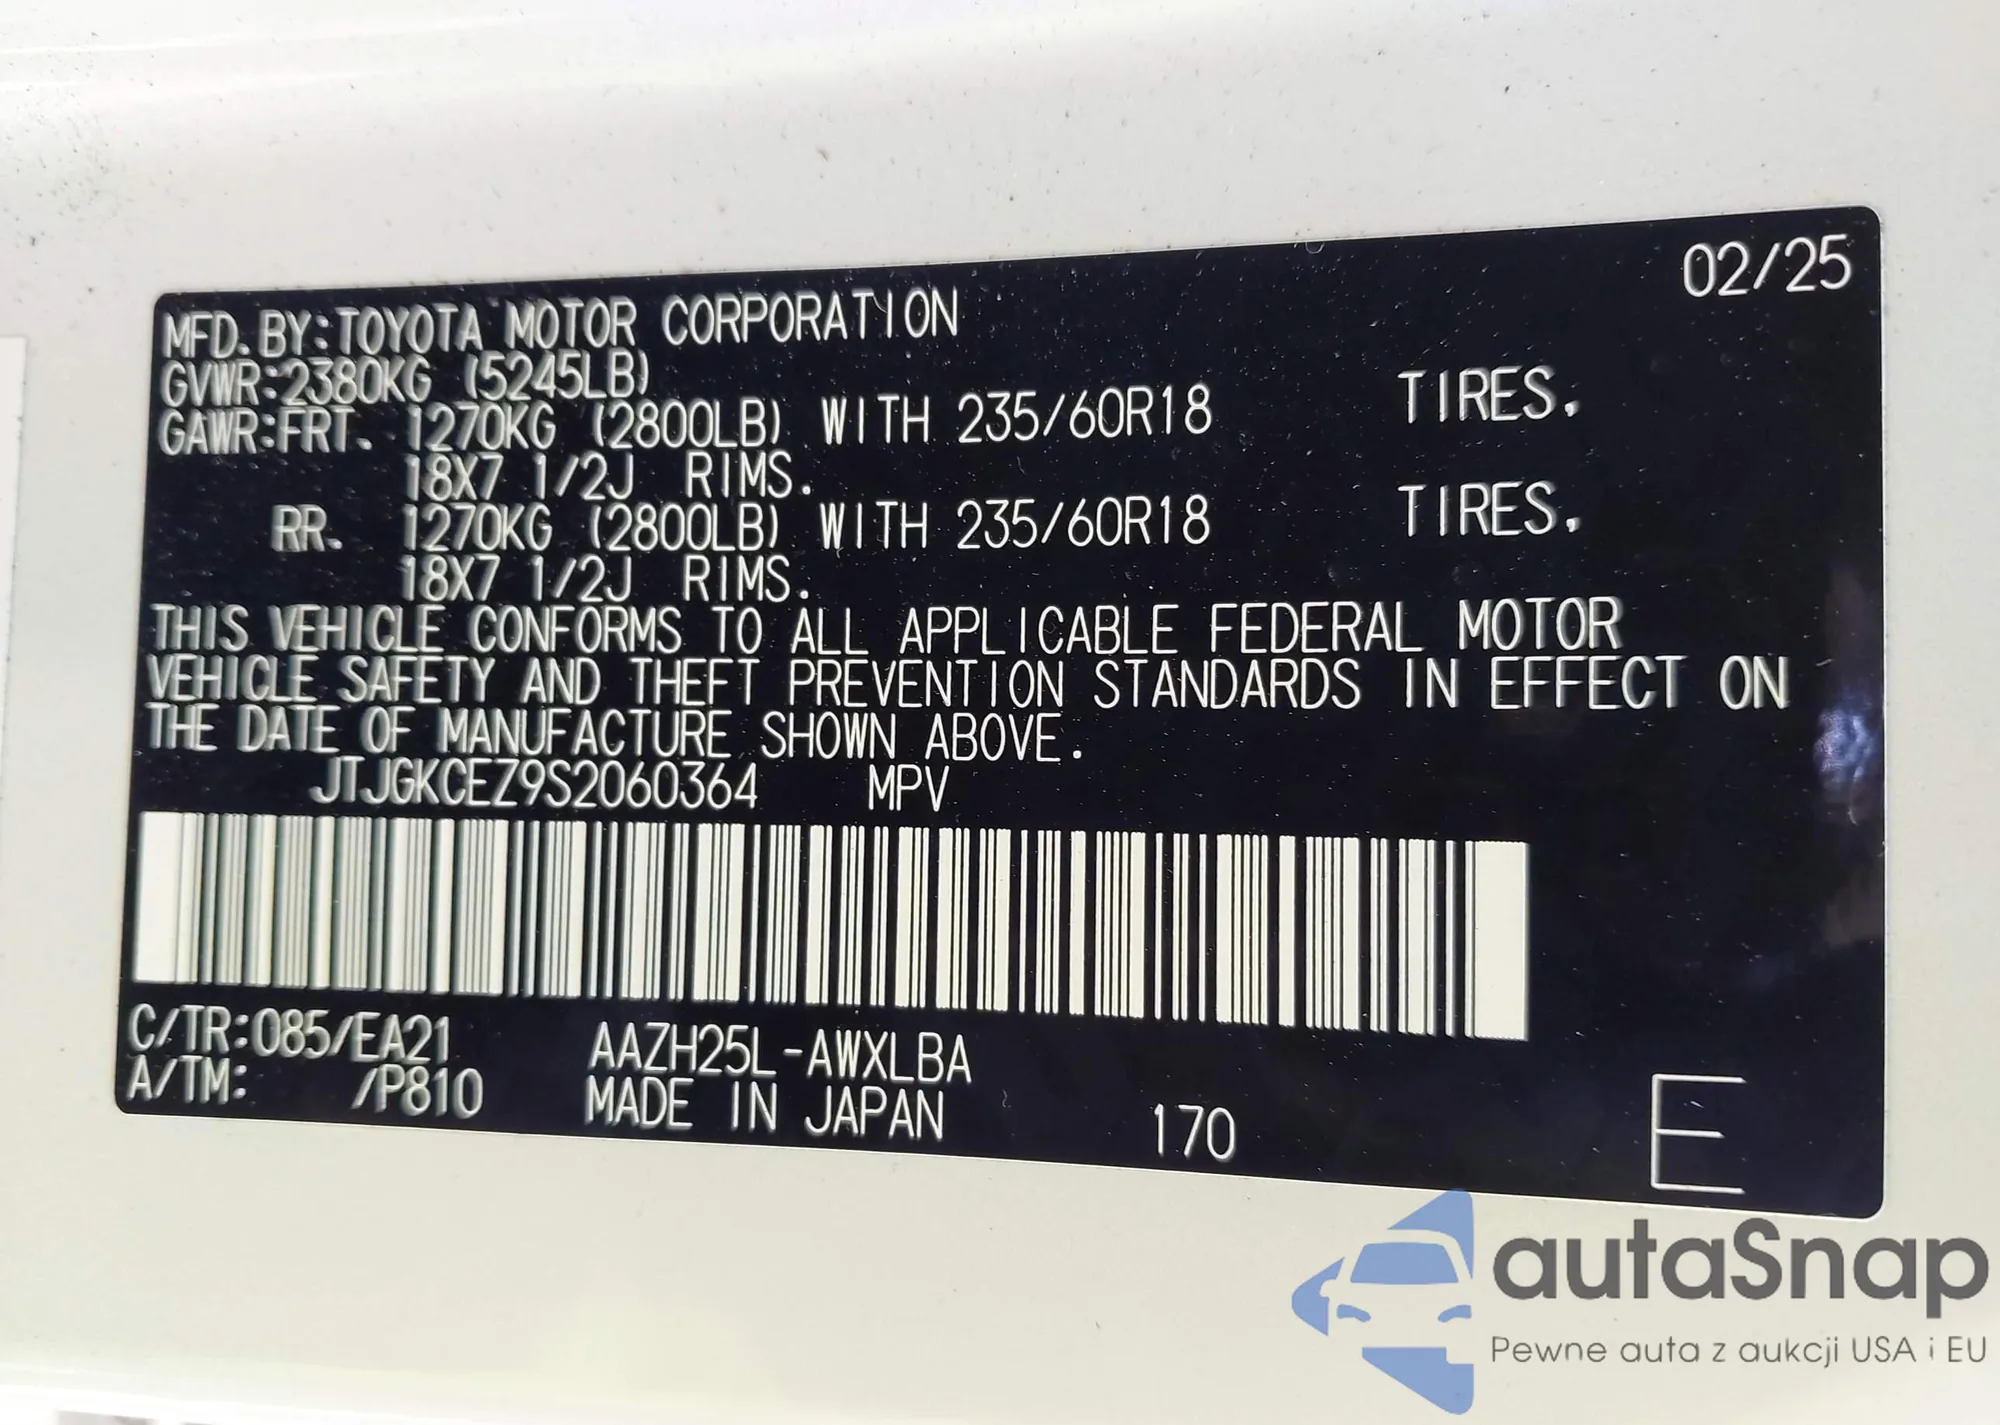 02/25
MFD. BY: TOYOTA MOTOR CORPORATION
GVWR: 2380KG (5245LB)
GAWR: FRT. 1270KG (2800LB) WITH 235/60R18 TIRES.
18X7 1/2J RIMS.
RR. 1270KG (2800LB) WITH 235/60R18 TIRES.
18X7 1/2J RIMS.
THIS VEHICLE CONFORMS TO ALL APPLICABLE FEDERAL MOTOR
VEHICLE SAFETY AND THEFT PREVENTION STANDARDS IN EFFECT ON
THE DATE OF MANUFACTURE SHOWN ABOVE.
JTJGKCEZ9S2060364 MPV
C/TR: 085/EA21 AAZH25L-AWXLBA
A/TM: /P810 MADE IN JAPAN 170 E
autaSnap
Pewne auta z aukcji USA i EU